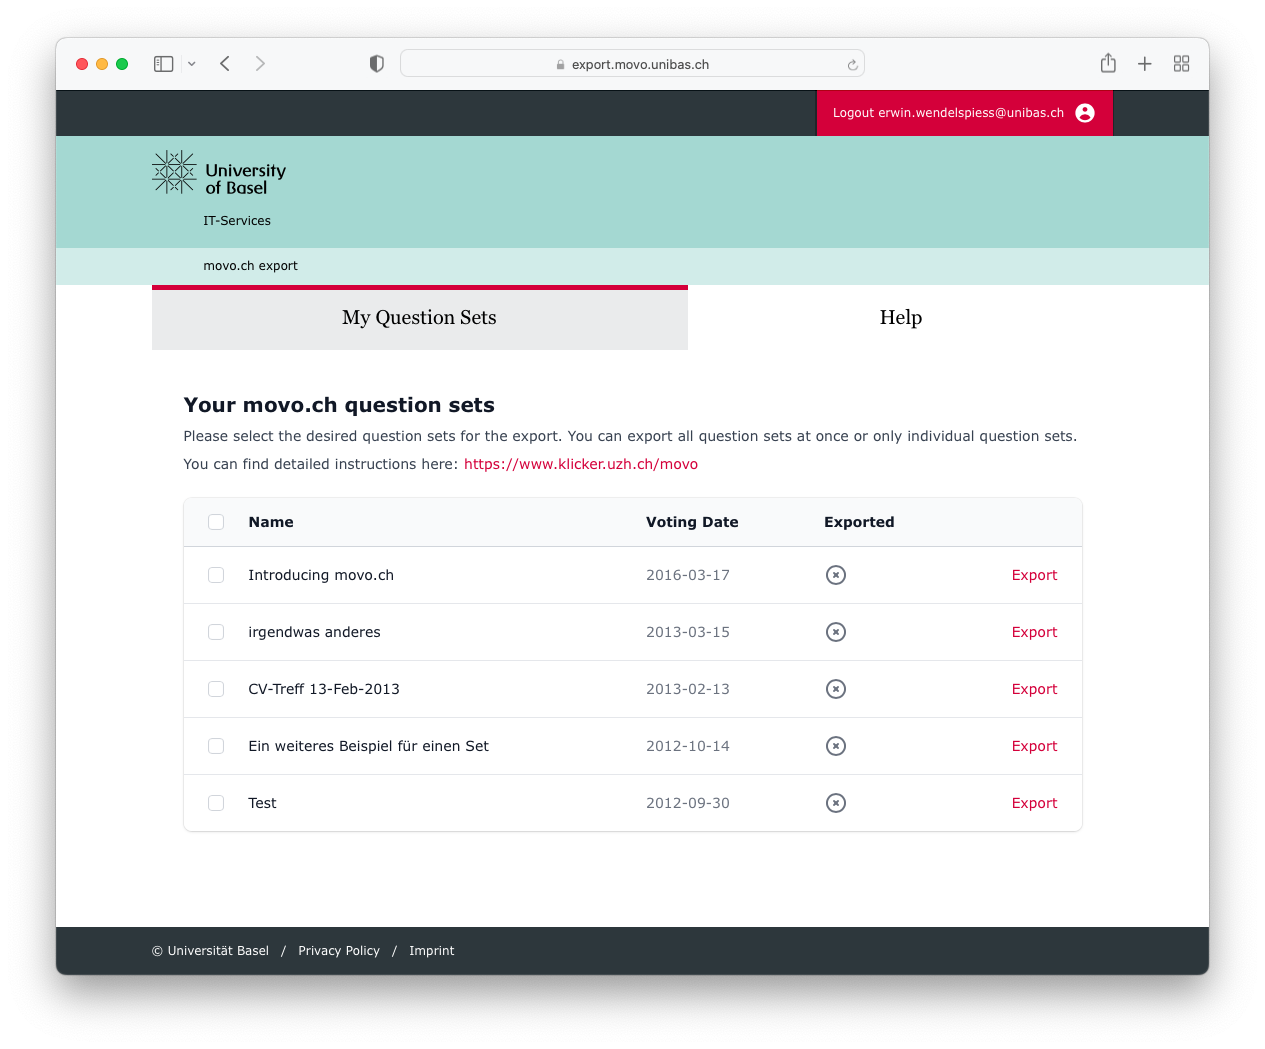 export.movo.unibas.ch
Logout erwin.wendelspiess@unibas.ch
University
of Basel
IT-Services
movo.ch export
My Question Sets Help
Your movo.ch question sets
Please select the desired question sets for the export. You can export all question sets at once or only individual question sets.
You can find detailed instructions here: https://www.klicker.uzh.ch/movo
Name Voting Date Exported
Introducing movo.ch 2016-03-17 Export
irgendwas anderes 2013-03-15 Export
CV-Treff 13-Feb-2013 2013-02-13 Export
Ein weiteres Beispiel für einen Set 2012-10-14 Export
Test 2012-09-30 Export
© Universität Basel / Privacy Policy / Imprint